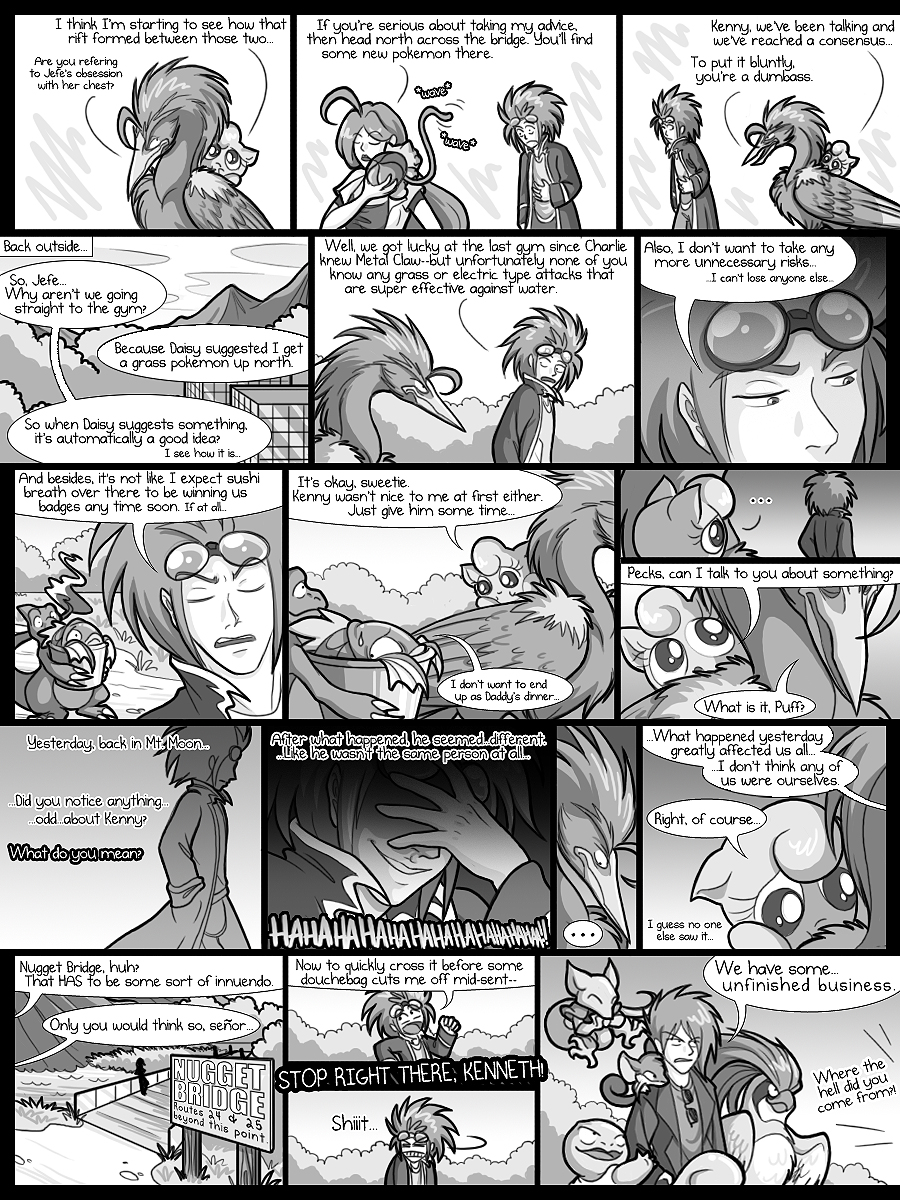 I think I'm starting to see how that
rift formed between those two...
Are you refering
to Jefe's obsession
with her chest?
If you're serious about taking my advice,
then head north across the bridge. You'll find
some new pokemon there.
*wave*
*wave*
Kenny, we've been talking and
we've reached a consensus...
To put it bluntly,
you're a dumbass.
Back outside...
So, Jefe...
Why aren't we going
straight to the gym?
Because Daisy suggested I get
a grass pokemon up north.
So when Daisy suggests something,
it's automatically a good idea?
I see how it is...
Well, we got lucky at the last gym since Charlie
knew Metal Claw--but unfortunately none of you
know any grass or electric type attacks that
are super effective against water.
Also, I don't want to take any
more unnecessary risks...
...I can't lose anyone else...
And besides, it's not like I expect sushi
breath over there to be winning us
badges any time soon. If at all...
It's okay, sweetie.
Kenny wasn't nice to me at first either.
Just give him some time...
I don't want to end
up as Daddy's dinner...
...
Pecks, can I talk to you about something?
What is it, Puff?
Yesterday, back in Mt. Moon...
...Did you notice anything...
...odd...about Kenny?
What do you mean?
After what happened, he seemed...different.
...Like he wasn't the same person at all...
HAHAHAHAHAHAHAHAHAHAHAHA!!
....
...What happened yesterday
greatly affected us all...
...I don't think any of
us were ourselves.
Right, of course...
I guess no one
else saw it...
Nugget Bridge, huh?
That HAS to be some sort of innuendo.
Only you would think so, señor...
NUGGET
BRIDGE
Routes 24 & 25
beyond this point.
Now to quickly cross it before some
douchebag cuts me off mid-sent--
STOP RIGHT THERE, KENNETH!
Shiiit...
We have some...
unfinished business.
Where the
hell did you
come from?!